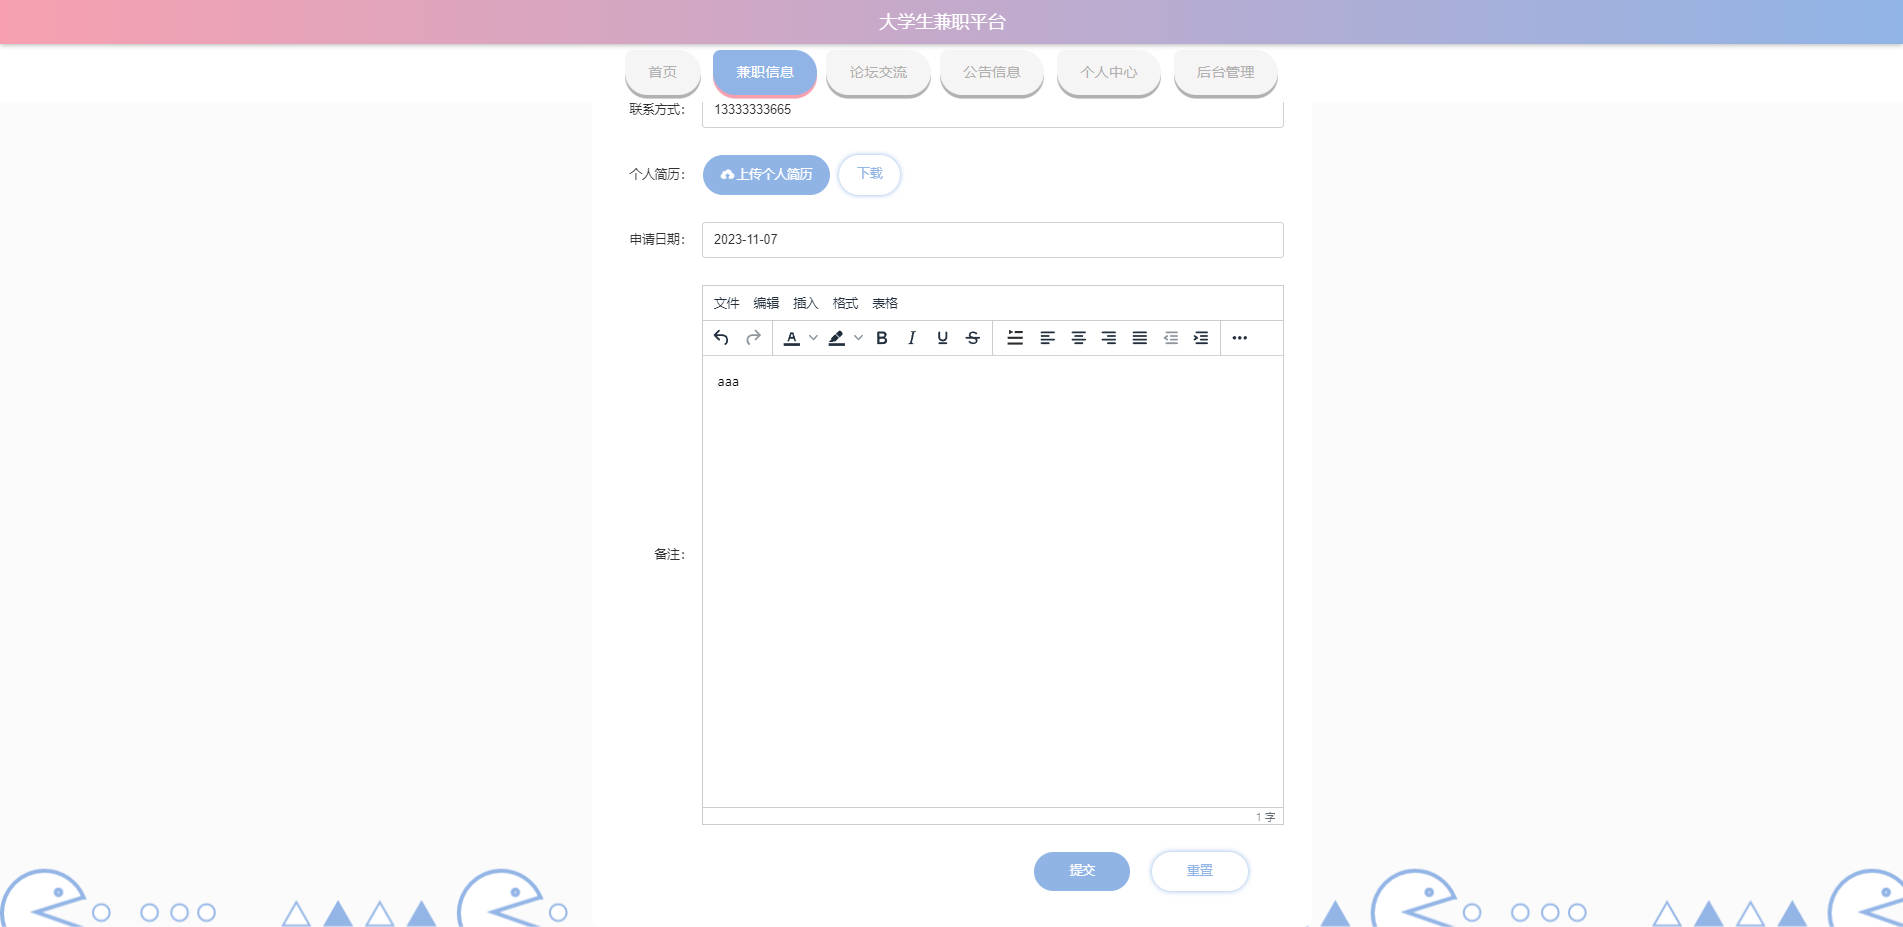 大学生兼职平台
首页 兼职信息 论坛交流 公告信息 个人中心 后台管理
联系方式： 13333333665
个人简历： 上传个人简历 下载
申请日期： 2023-11-07
文件 编辑 插入 格式 表格
aaa
备注：
1 字
提交 重置